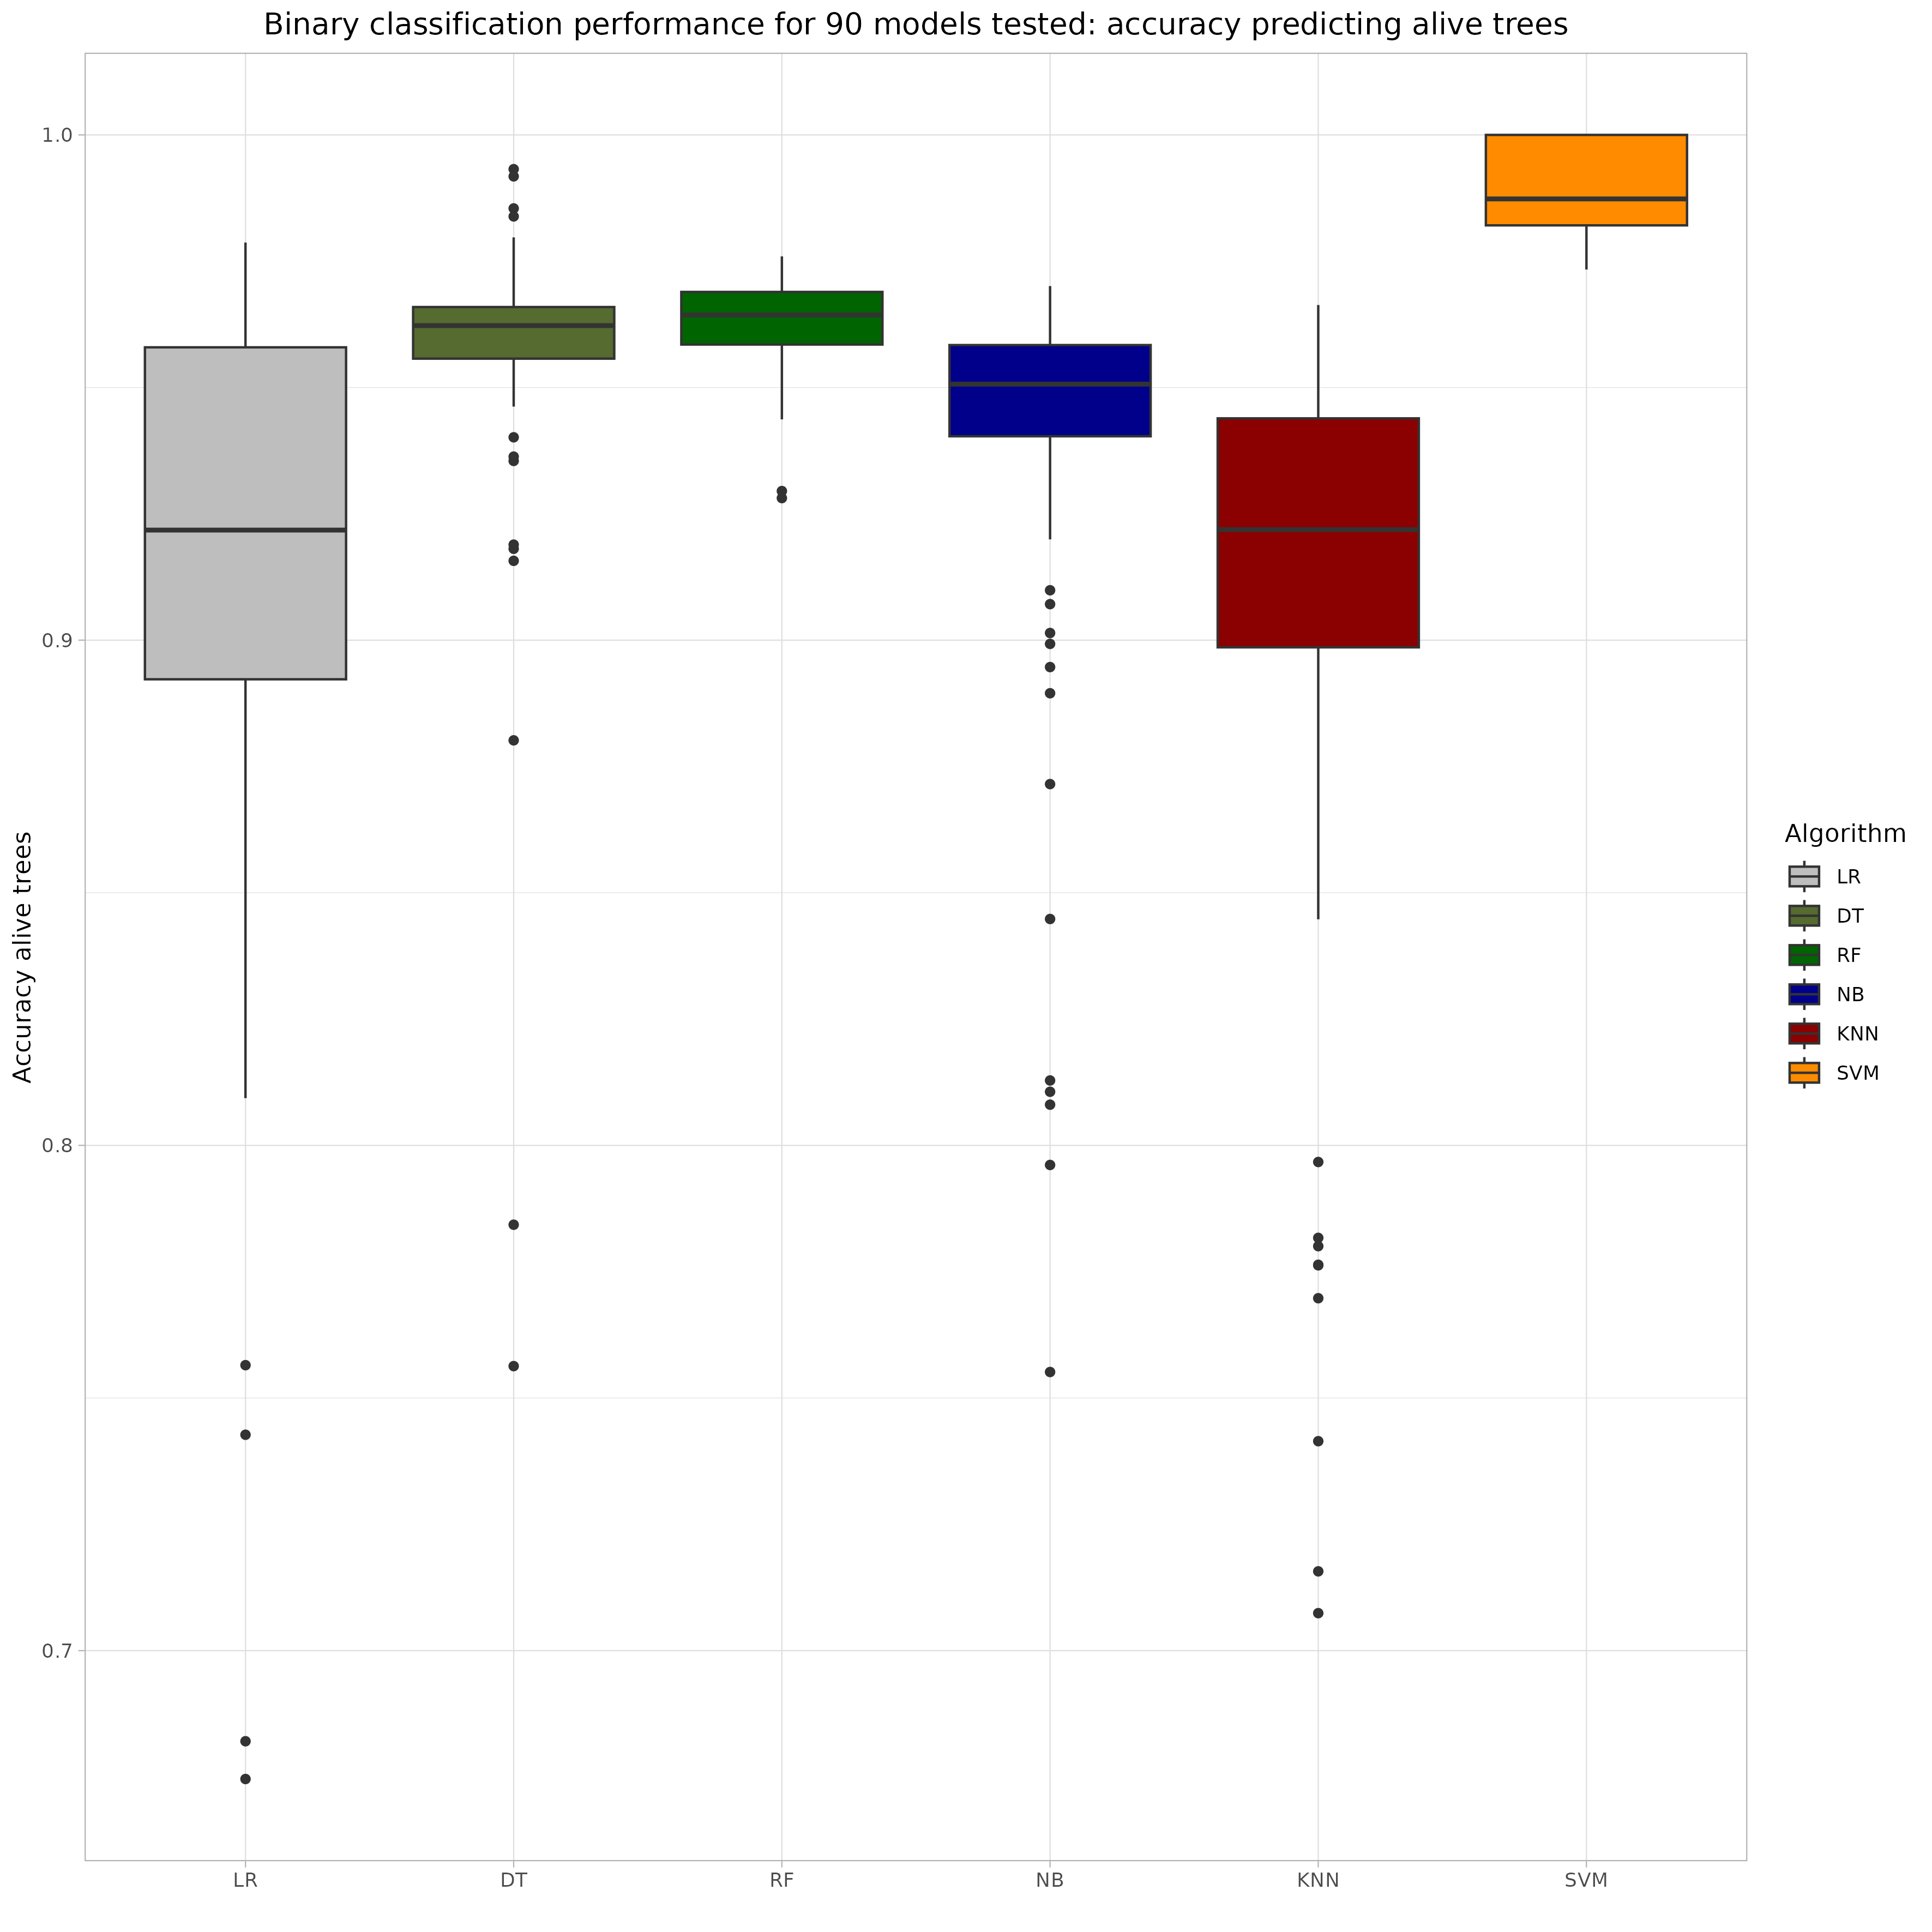 Binary classification performance for 90 models tested: accuracy predicting alive trees
Accuracy alive trees
1.0
0.9
0.8
0.7
LR
DT
RF
NB
KNN
SVM
Algorithm
LR
DT
RF
NB
KNN
SVM